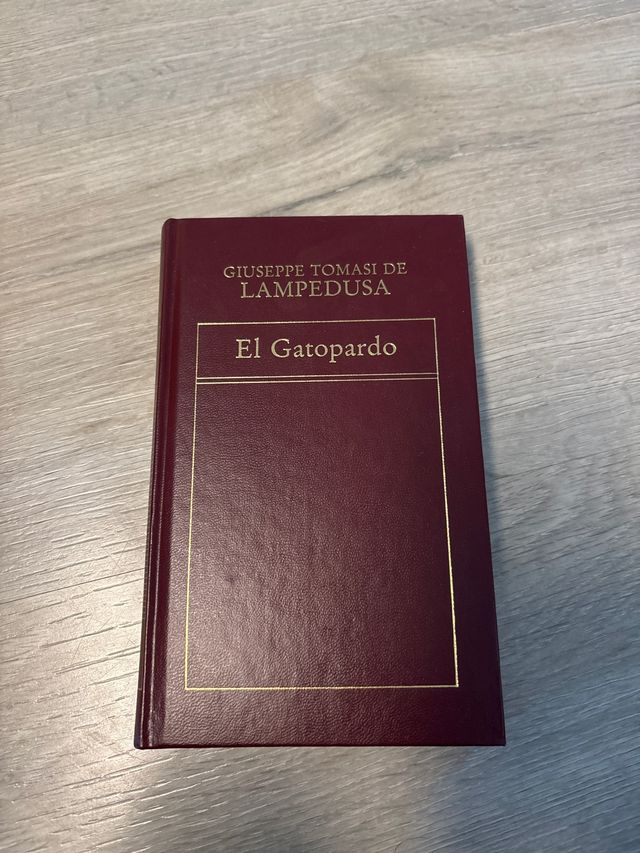 GIUSEPPE TOMASI DE
LAMPEDUSA
El Gatopardo